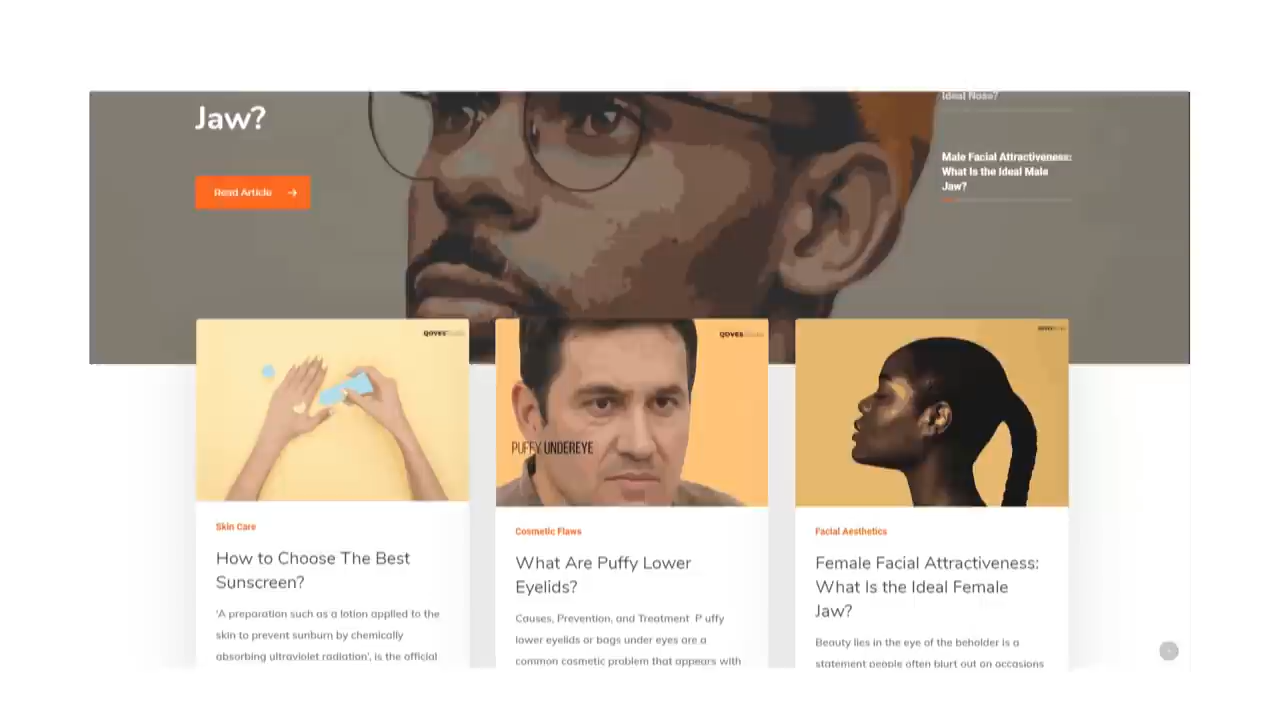 Jaw?
Read Article
Ideal Nose?
Male Facial Attractiveness:
What Is the Ideal Male
Jaw?
QOVES
Skin Care
How to Choose The Best
Sunscreen?
'A preparation such as a lotion applied to the
skin to prevent sunburn by chemically
absorbing ultraviolet radiation', is the official
QOVES
PUFFY UNDEREYE
Cosmetic Flaws
What Are Puffy Lower
Eyelids?
Causes, Prevention, and Treatment P uffy
lower eyelids or bags under eyes are a
common cosmetic problem that appears with
QOVES
Facial Aesthetics
Female Facial Attractiveness:
What Is the Ideal Female
Jaw?
Beauty lies in the eye of the beholder is a
statement people often blurt out on occasions